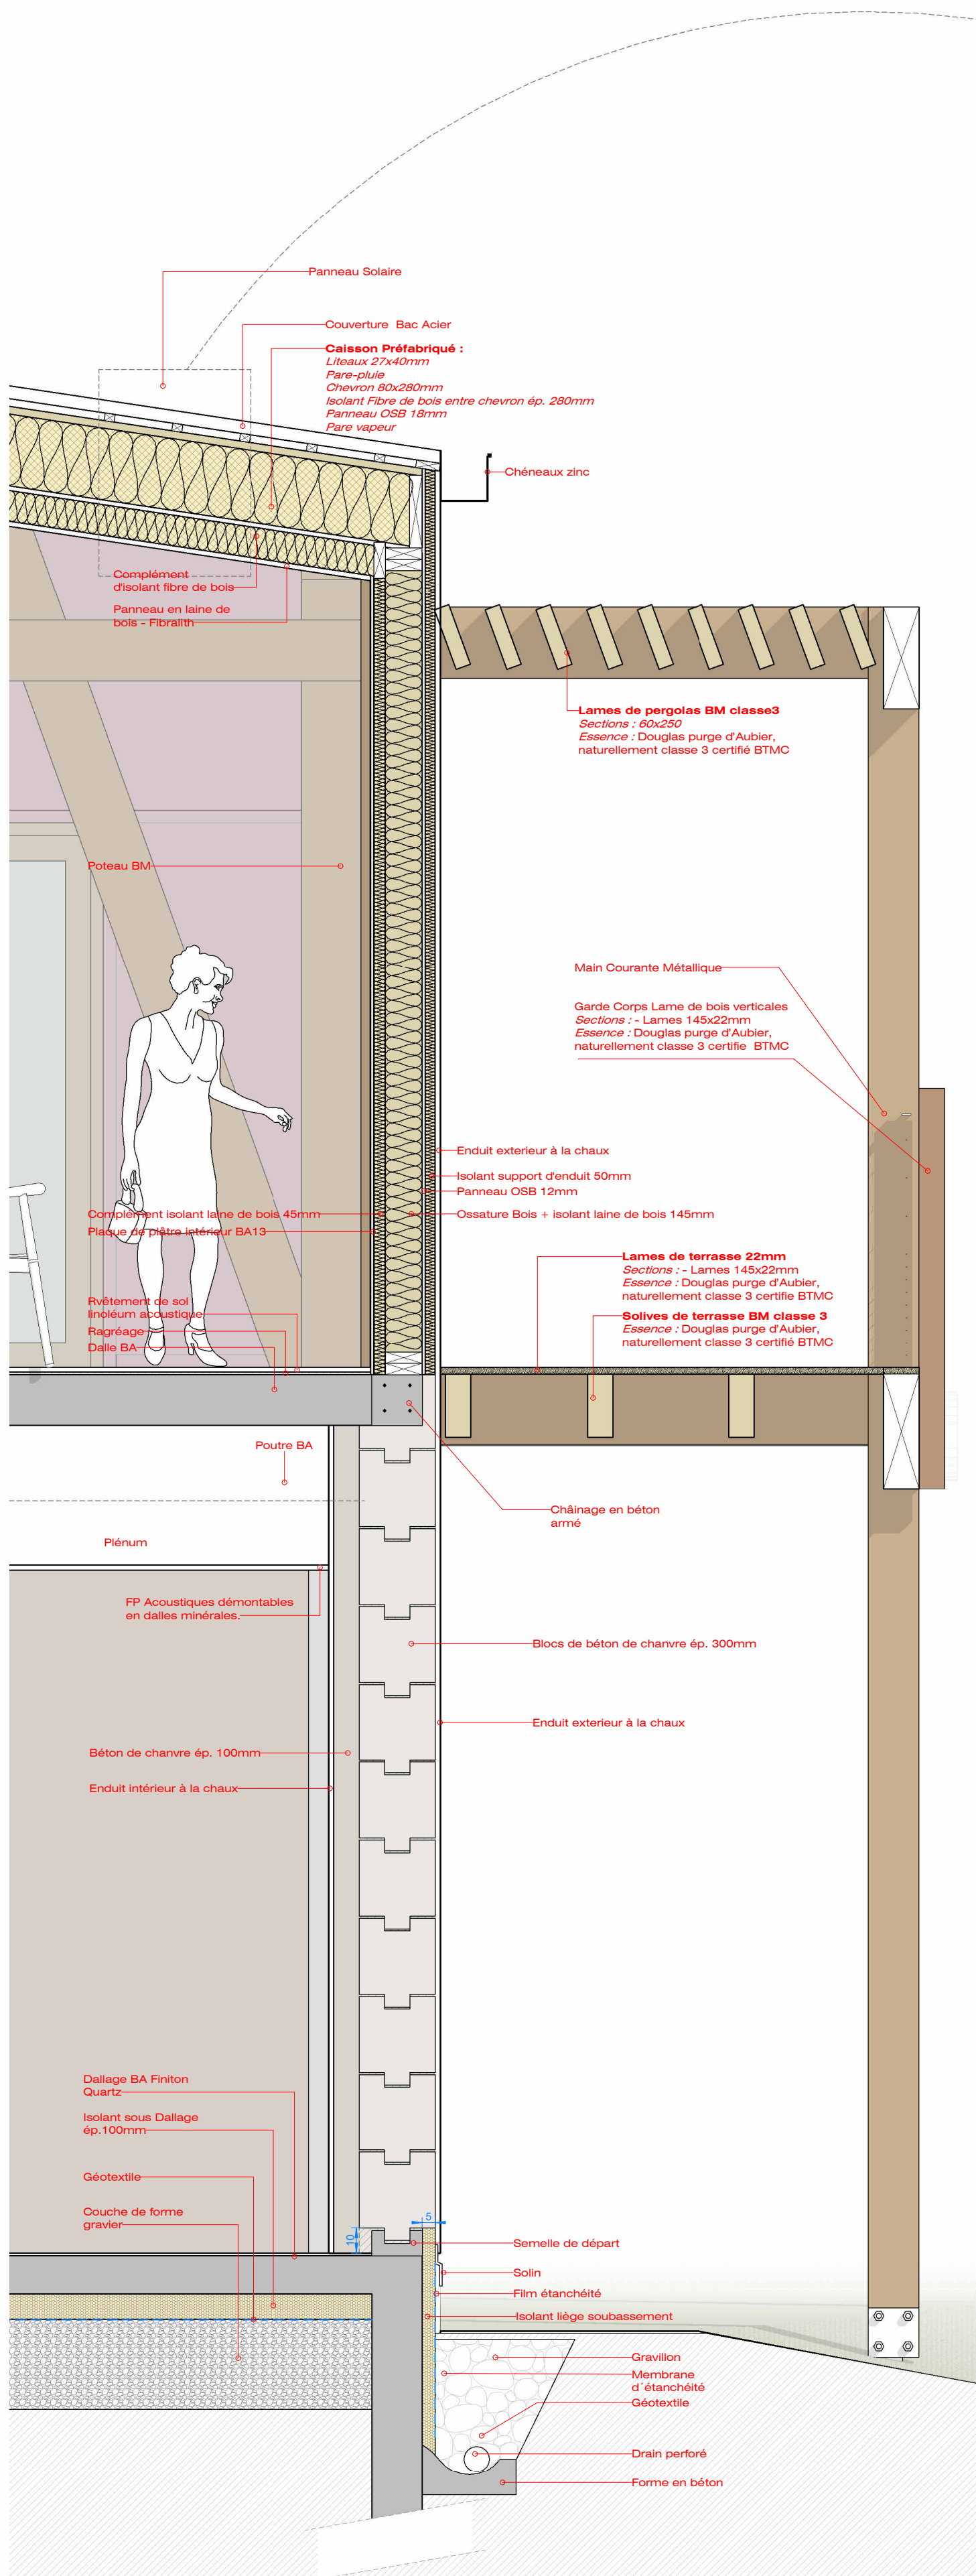 Panneau Solaire
Couverture Bac Acier
Caisson Préfabriqué :
Liteaux 27x40mm
Pare-pluie
Chevron 80x280mm
Isolant Fibre de bois entre chevron ép. 280mm
Panneau OSB 18mm
Pare vapeur
Chéneaux zinc
Complément
d'isolant fibre de bois
Panneau en laine de
bois - Fibralith
Lames de pergolas BM classe3
Sections : 60x250
Essence : Douglas purge d'Aubier,
naturellement classe 3 certifié BTMC
Poteau BM
Main Courante Métallique
Garde Corps Lame de bois verticales
Sections : - Lames 145x22mm
Essence : Douglas purge d'Aubier,
naturellement classe 3 certifie BTMC
Enduit exterieur à la chaux
Isolant support d'enduit 50mm
Panneau OSB 12mm
Complément isolant laine de bois 45mm
Ossature Bois + isolant laine de bois 145mm
Plaque de plâtre intérieur BA13
Lames de terrasse 22mm
Sections : - Lames 145x22mm
Essence : Douglas purge d'Aubier,
naturellement classe 3 certifie BTMC
Rvêtement de sol
linoléum acoustique
Ragréage
Dalle BA
Solives de terrasse BM classe 3
Essence : Douglas purge d'Aubier,
naturellement classe 3 certifié BTMC
Poutre BA
Châinage en béton
armé
Plénum
FP Acoustiques démontables
en dalles minérales.
Blocs de béton de chanvre ép. 300mm
Enduit exterieur à la chaux
Béton de chanvre ép. 100mm
Enduit intérieur à la chaux
Dallage BA Finiton
Quartz
Isolant sous Dallage
ép.100mm
Géotextile
Couche de forme
gravier
5
10
Semelle de départ
Solin
Film étanchéité
Isolant liège soubassement
Gravillon
Membrane
d´étanchéité
Géotextile
Drain perforé
Forme en béton